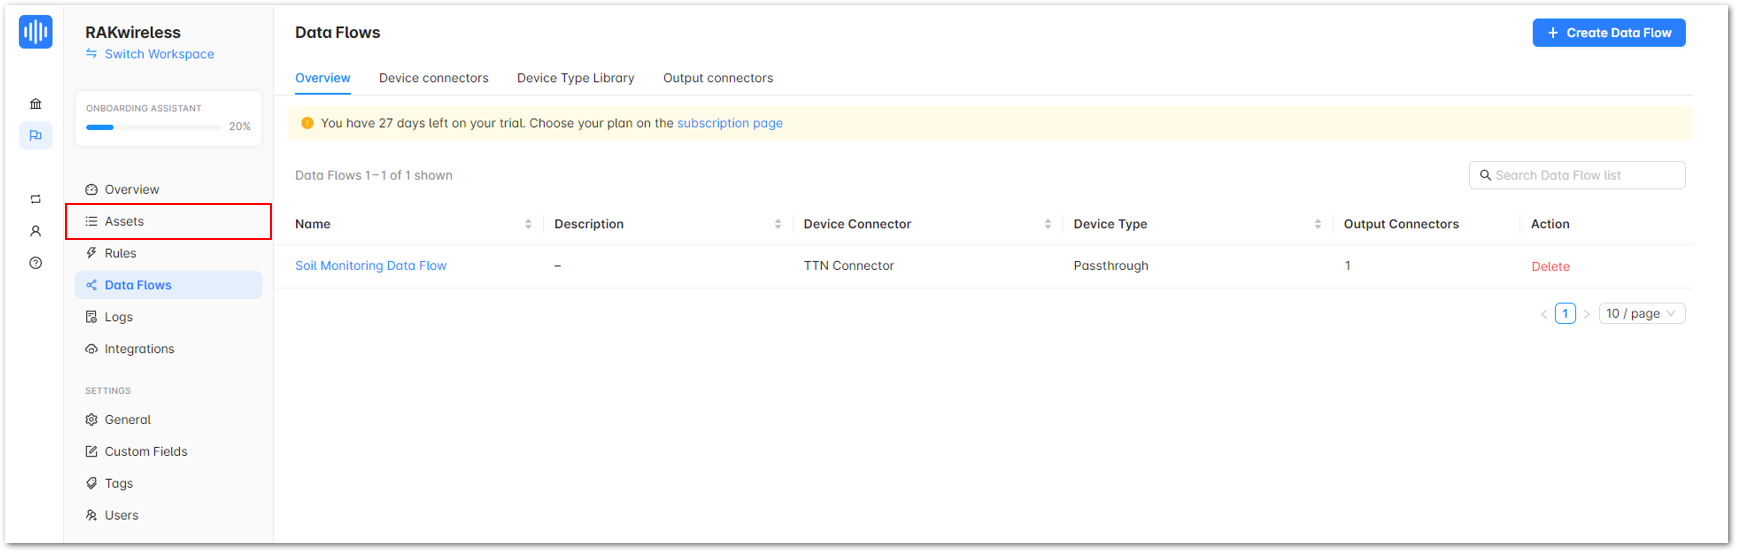 RAKwireless
Switch Workspace
ONBOARDING ASSISTANT
20%
Overview
Assets
Rules
Data Flows
Logs
Integrations
SETTINGS
General
Custom Fields
Tags
Users
Data Flows
+ Create Data Flow
Overview Device connectors Device Type Library Output connectors
You have 27 days left on your trial. Choose your plan on the subscription page
Data Flows 1–1 of 1 shown
Search Data Flow list
Name Description Device Connector Device Type Output Connectors Action
Soil Monitoring Data Flow – TTN Connector Passthrough 1 Delete
< 1 > 10 / page